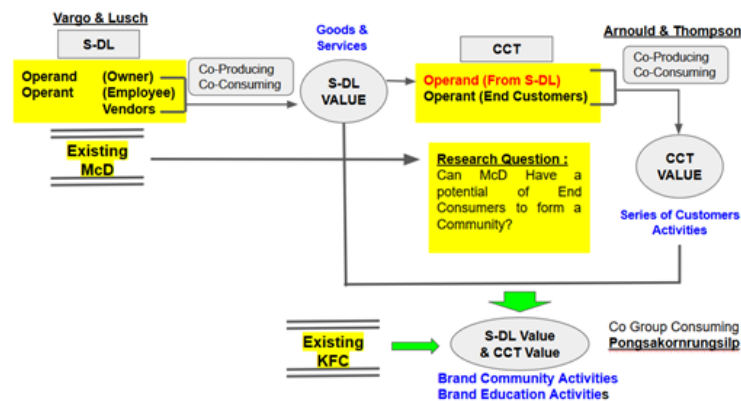 Vargo & Lusch
S-DL
Operand (Owner)
Operant (Employee)
Vendors
Co-Producing
Co-Consuming
Goods &
Services
S-DL
VALUE
CCT
Operand (From S-DL)
Operant (End Customers)
Arnould & Thompson
Co-Producing
Co-Consuming
CCT
VALUE
Series of Customers
Activities
Existing
McD
Research Question :
Can McD Have a
potential of End
Consumers to form a
Community?
Existing
KFC
S-DL Value
& CCT Value
Brand Community Activities
Brand Education Activities
Co Group Consuming
Pongsakornrungsilp